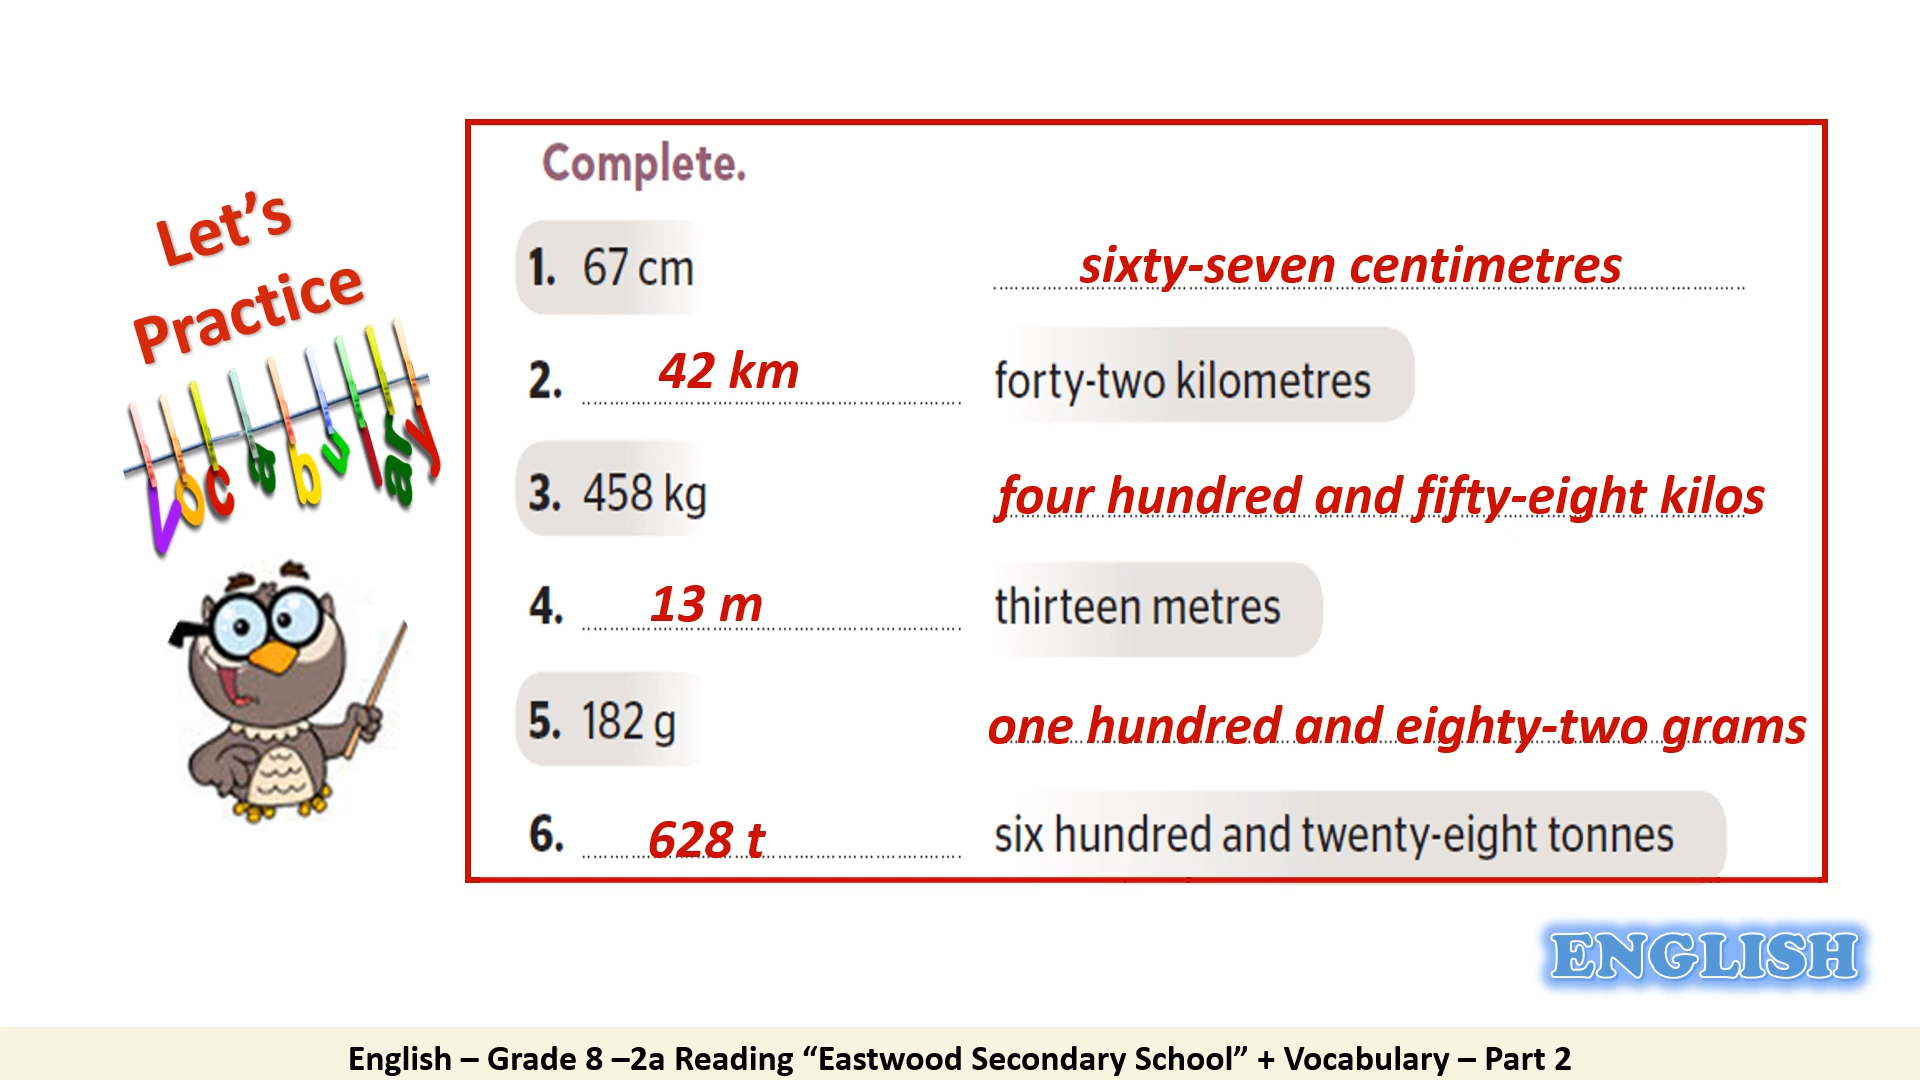 Let’s
Practice
Vocabulary
Complete.
1. 67 cm sixty-seven centimetres
2. 42 km forty-two kilometres
3. 458 kg four hundred and fifty-eight kilos
4. 13 m thirteen metres
5. 182 g one hundred and eighty-two grams
6. 628 t six hundred and twenty-eight tonnes
ENGLISH
English – Grade 8 –2a Reading “Eastwood Secondary School” + Vocabulary – Part 2